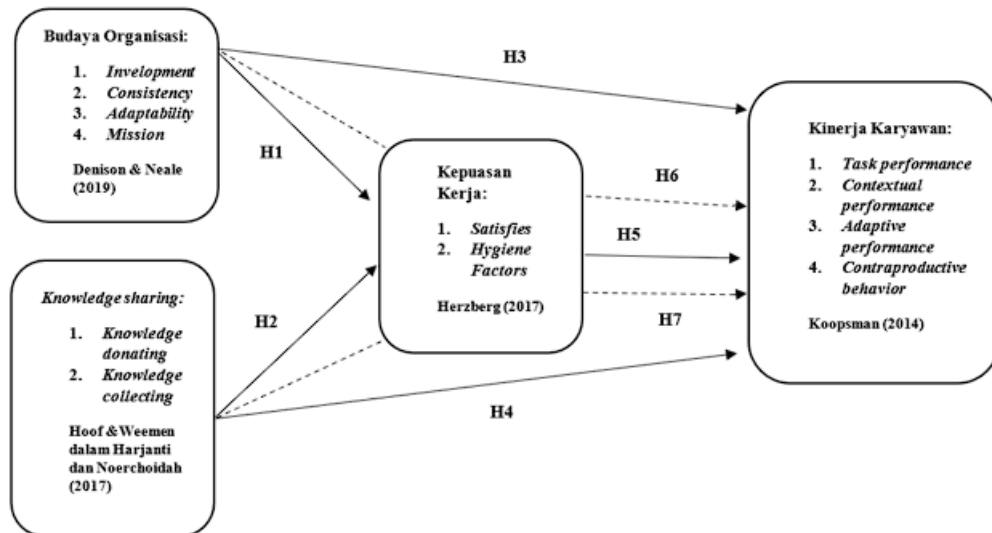 Budaya Organisasi:
1. Invelopment
2. Consistency
3. Adaptability
4. Mission
Denison & Neale
(2019)
H1
H3
Knowledge sharing:
1. Knowledge
donating
2. Knowledge
collecting
Hoof &Weemen
dalam Harjanti
dan Noerchoidah
(2017)
H2
H4
Kepuasan
Kerja:
1. Satisfies
2. Hygiene
Factors
Herzberg (2017)
H6
H5
H7
Kinerja Karyawan:
1. Task performance
2. Contextual
performance
3. Adaptive
performance
4. Contraproductive
behavior
Koopsman (2014)